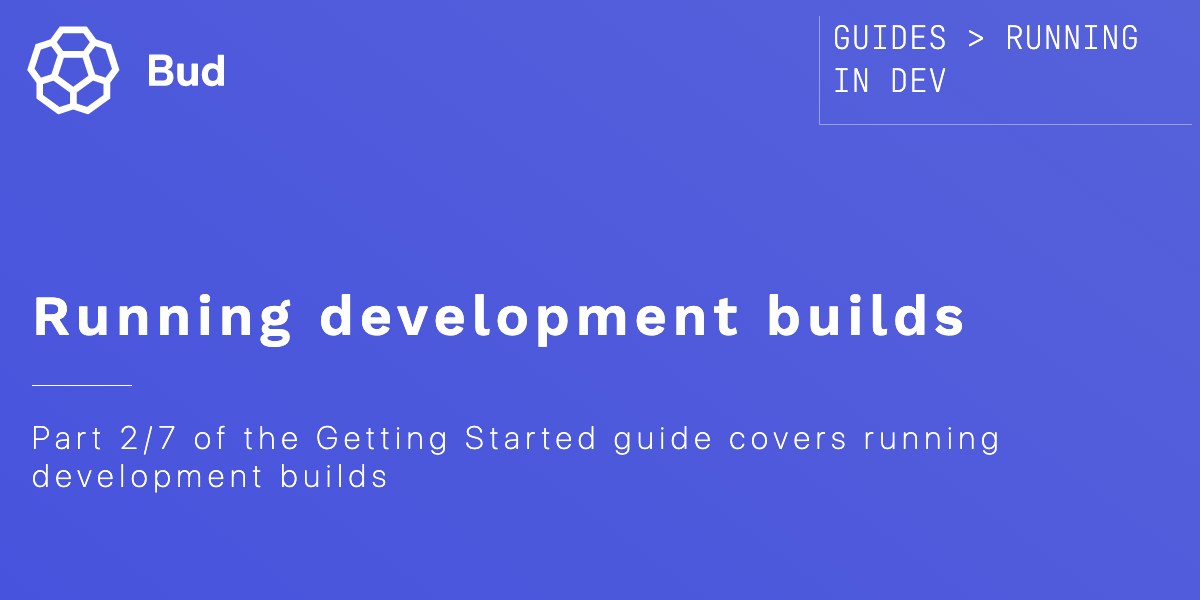 Bud
GUIDES > RUNNING
IN DEV
Running development builds
Part 2/7 of the Getting Started guide covers running
development builds